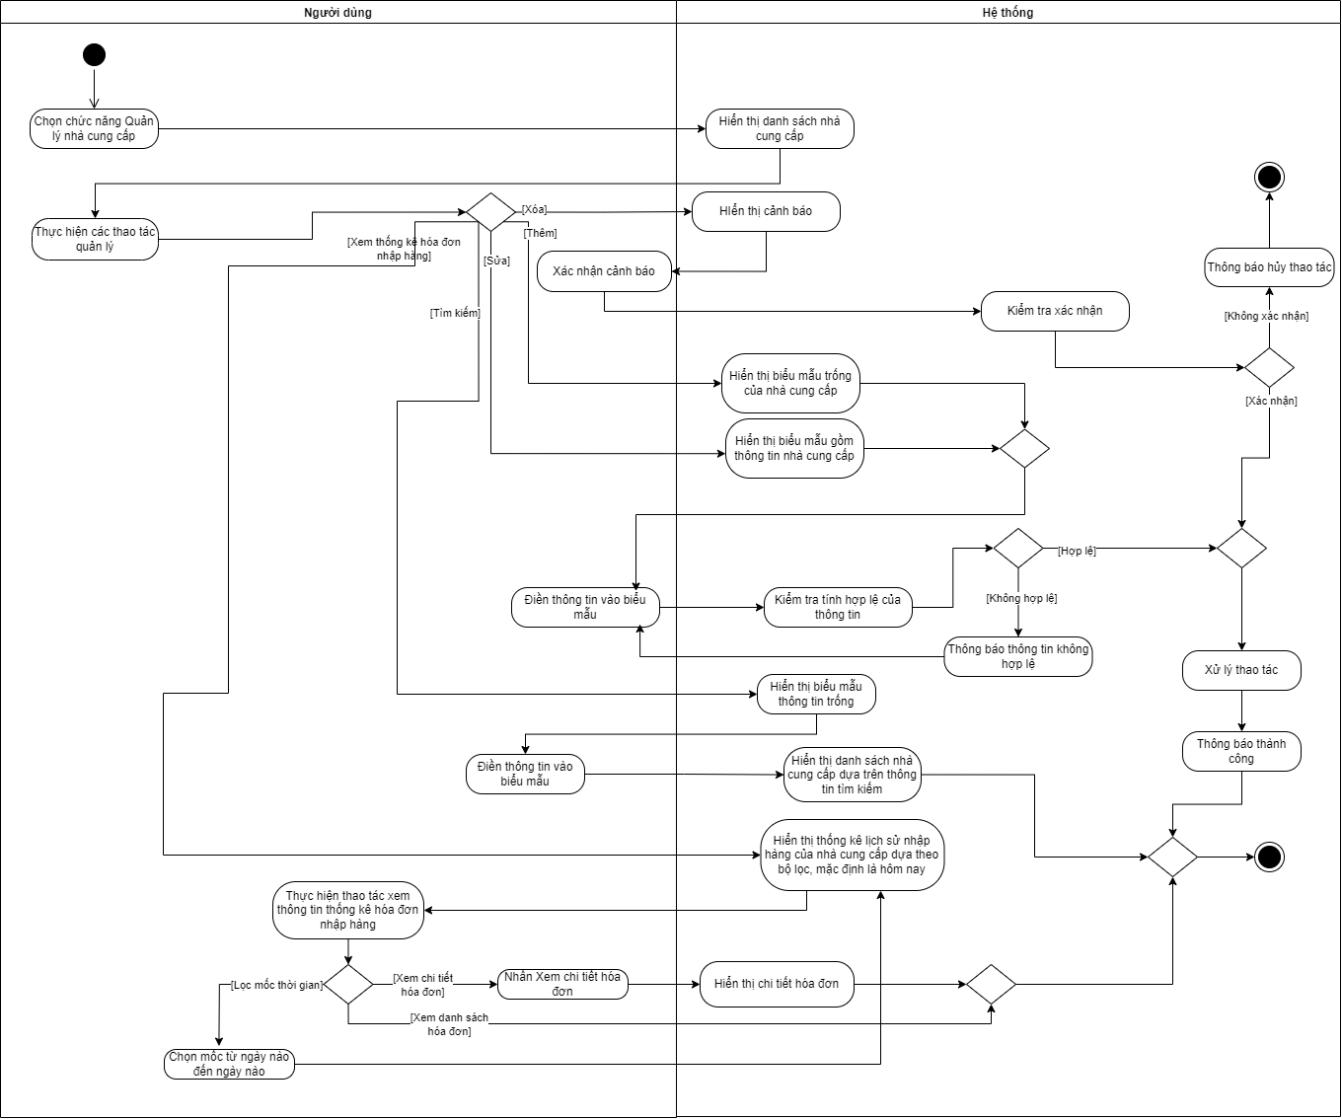 Người dùng
Hệ thống
Chọn chức năng Quản
lý nhà cung cấp
Hiển thị danh sách nhà
cung cấp
Thực hiện các thao tác
quản lý
[Xóa]
HIển thị cảnh báo
[Thêm]
[Xem thống kê hóa đơn
nhập hàng]
[Sửa]
Xác nhận cảnh báo
Thông báo hủy thao tác
[Tìm kiếm]
Kiểm tra xác nhận
[Không xác nhận]
Hiển thị biểu mẫu trống
của nhà cung cấp
[Xác nhận]
Hiển thị biểu mẫu gồm
thông tin nhà cung cấp
[Hợp lệ]
Điền thông tin vào biểu
mẫu
Kiểm tra tính hợp lệ của
thông tin
[Không hợp lệ]
Thông báo thông tin không
hợp lệ
Xử lý thao tác
Hiển thị biểu mẫu
thông tin trống
Thông báo thành
công
Điền thông tin vào
biểu mẫu
Hiển thị danh sách nhà
cung cấp dựa trên thông
tin tìm kiếm
Hiển thị thống kê lịch sử nhập
hàng của nhà cung cấp dựa theo
bộ lọc, mặc định là hôm nay
Thực hiện thao tác xem
thông tin thống kê hóa đơn
nhập hàng
[Lọc mốc thời gian]
[Xem chi tiết
hóa đơn]
Nhấn Xem chi tiết hóa
đơn
Hiển thị chi tiết hóa đơn
[Xem danh sách
hóa đơn]
Chọn mốc từ ngày nào
đến ngày nào